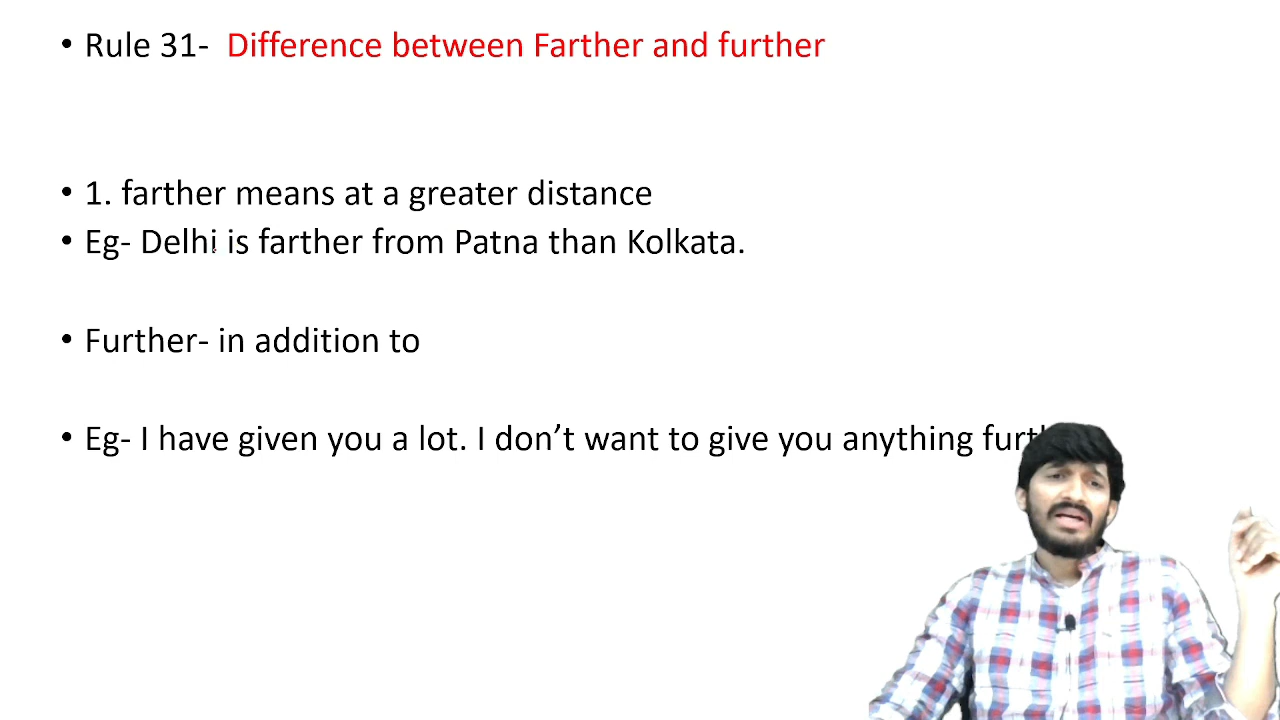 • Rule 31- Difference between Farther and further
• 1. farther means at a greater distance
• Eg- Delhi is farther from Patna than Kolkata.
• Further- in addition to
• Eg- I have given you a lot. I don’t want to give you anything